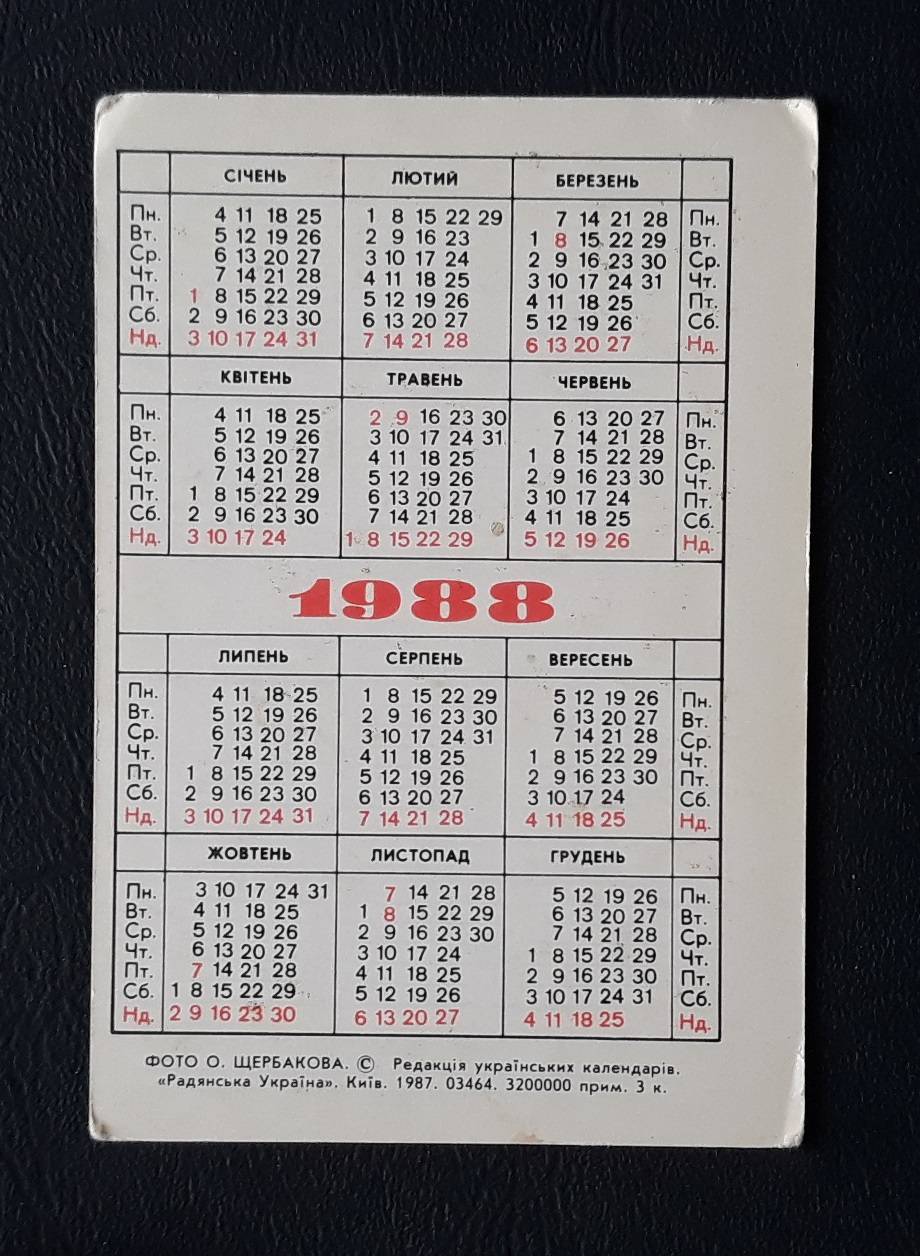 СІЧЕНЬ ЛЮТИЙ БЕРЕЗЕНЬ
Пн. 4 11 18 25 1 8 15 22 29 7 14 21 28 Пн.
Вт. 5 12 19 26 2 9 16 23 1 8 15 22 29 Вт.
Ср. 6 13 20 27 3 10 17 24 2 9 16 23 30 Ср.
Чт. 7 14 21 28 4 11 18 25 3 10 17 24 31 Чт.
Пт. 1 8 15 22 29 5 12 19 26 4 11 18 25 Пт.
Сб. 2 9 16 23 30 6 13 20 27 5 12 19 26 Сб.
Нд. 3 10 17 24 31 7 14 21 28 6 13 20 27 Нд.
КВІТЕНЬ ТРАВЕНЬ ЧЕРВЕНЬ
Пн. 4 11 18 25 2 9 16 23 30 6 13 20 27 Пн.
Вт. 5 12 19 26 3 10 17 24 31 7 14 21 28 Вт.
Ср. 6 13 20 27 4 11 18 25 1 8 15 22 29 Ср.
Чт. 7 14 21 28 5 12 19 26 2 9 16 23 30 Чт.
Пт. 1 8 15 22 29 6 13 20 27 3 10 17 24 Пт.
Сб. 2 9 16 23 30 7 14 21 28 4 11 18 25 Сб.
Нд. 3 10 17 24 1 8 15 22 29 5 12 19 26 Нд.
1988
ЛИПЕНЬ СЕРПЕНЬ ВЕРЕСЕНЬ
Пн. 4 11 18 25 1 8 15 22 29 5 12 19 26 Пн.
Вт. 5 12 19 26 2 9 16 23 30 6 13 20 27 Вт.
Ср. 6 13 20 27 3 10 17 24 31 7 14 21 28 Ср.
Чт. 7 14 21 28 4 11 18 25 1 8 15 22 29 Чт.
Пт. 1 8 15 22 29 5 12 19 26 2 9 16 23 30 Пт.
Сб. 2 9 16 23 30 6 13 20 27 3 10 17 24 Сб.
Нд. 3 10 17 24 31 7 14 21 28 4 11 18 25 Нд.
ЖОВТЕНЬ ЛИСТОПАД ГРУДЕНЬ
Пн. 3 10 17 24 31 7 14 21 28 5 12 19 26 Пн.
Вт. 4 11 18 25 1 8 15 22 29 6 13 20 27 Вт.
Ср. 5 12 19 26 2 9 16 23 30 7 14 21 28 Ср.
Чт. 6 13 20 27 3 10 17 24 1 8 15 22 29 Чт.
Пт. 7 14 21 28 4 11 18 25 2 9 16 23 30 Пт.
Сб. 1 8 15 22 29 5 12 19 26 3 10 17 24 31 Сб.
Нд. 2 9 16 23 30 6 13 20 27 4 11 18 25 Нд.
ФОТО О. ЩЕРБАКОВА. © Редакція українських календарів.
«Радянська Україна». Київ. 1987. 03464. 3200000 прим. 3 к.